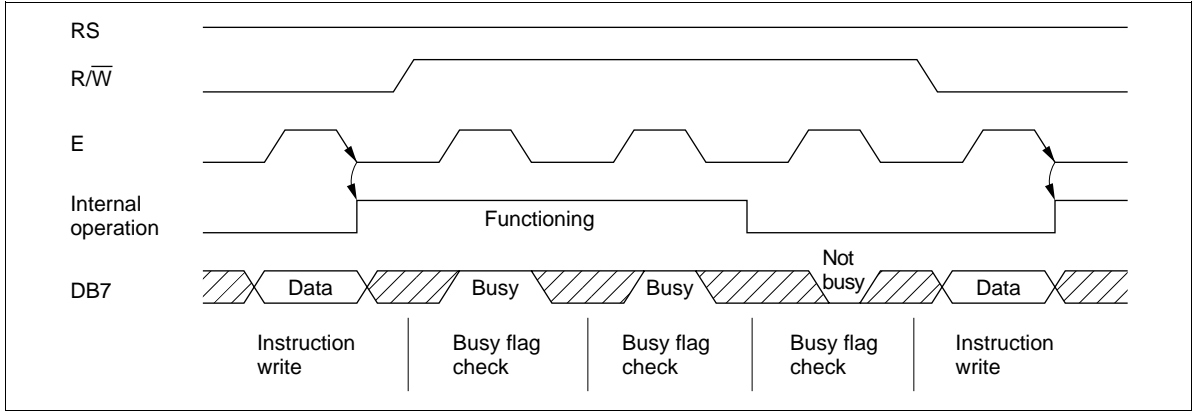 RS
R/W̅
E
Internal
operation
Functioning
DB7
Data
Busy
Busy
Not
busy
Data
Instruction
write
Busy flag
check
Busy flag
check
Busy flag
check
Instruction
write